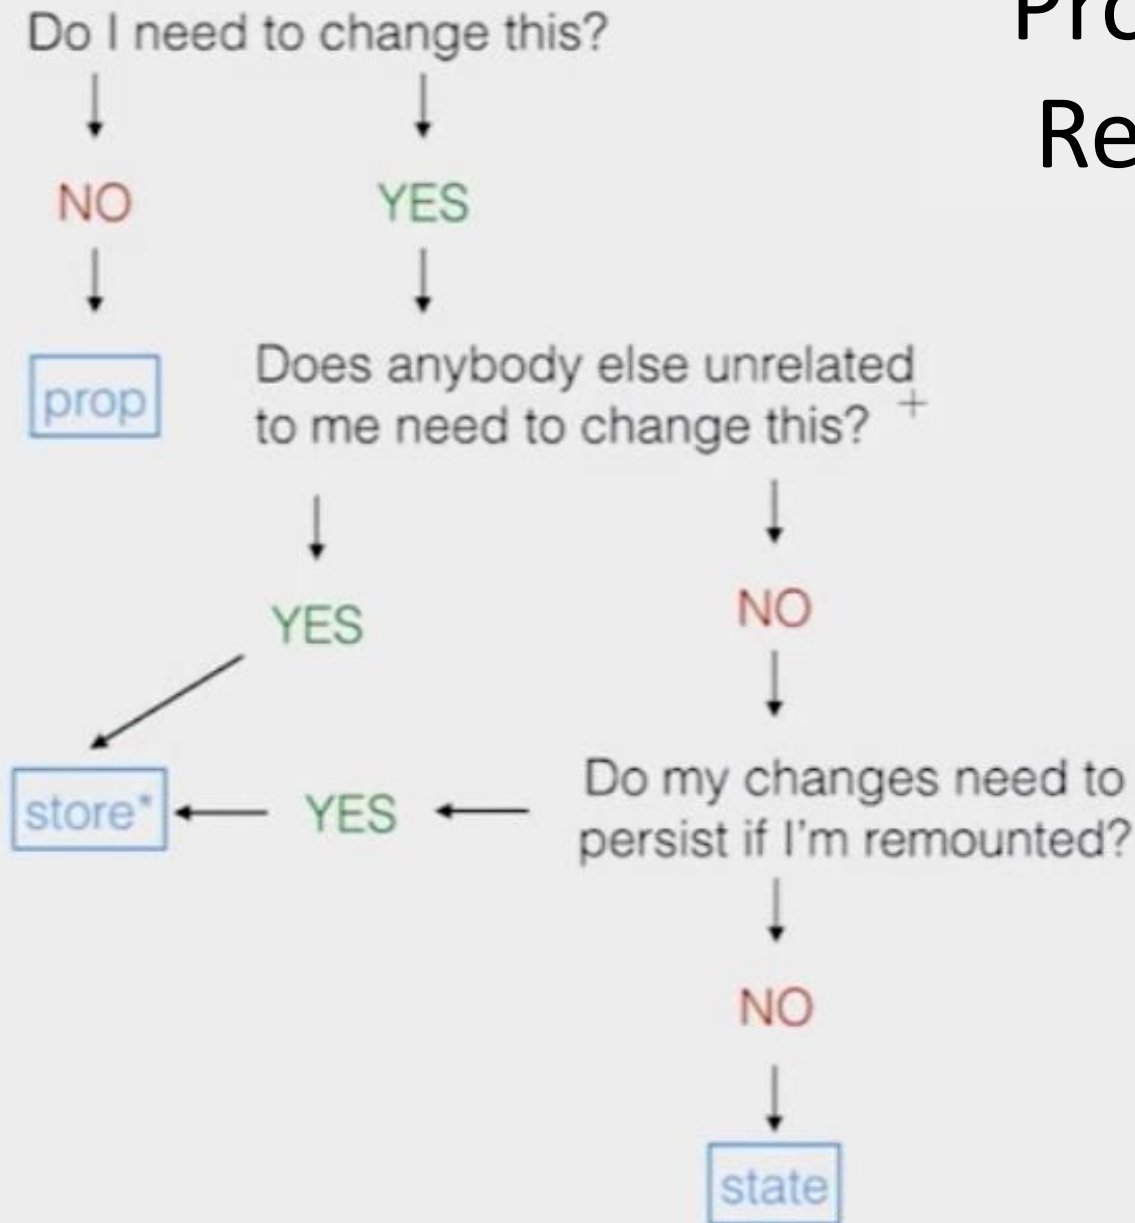 Do I need to change this?
NO
YES
prop
Does anybody else unrelated
to me need to change this? +
YES
NO
store*
YES
Do my changes need to
persist if I'm remounted?
NO
state